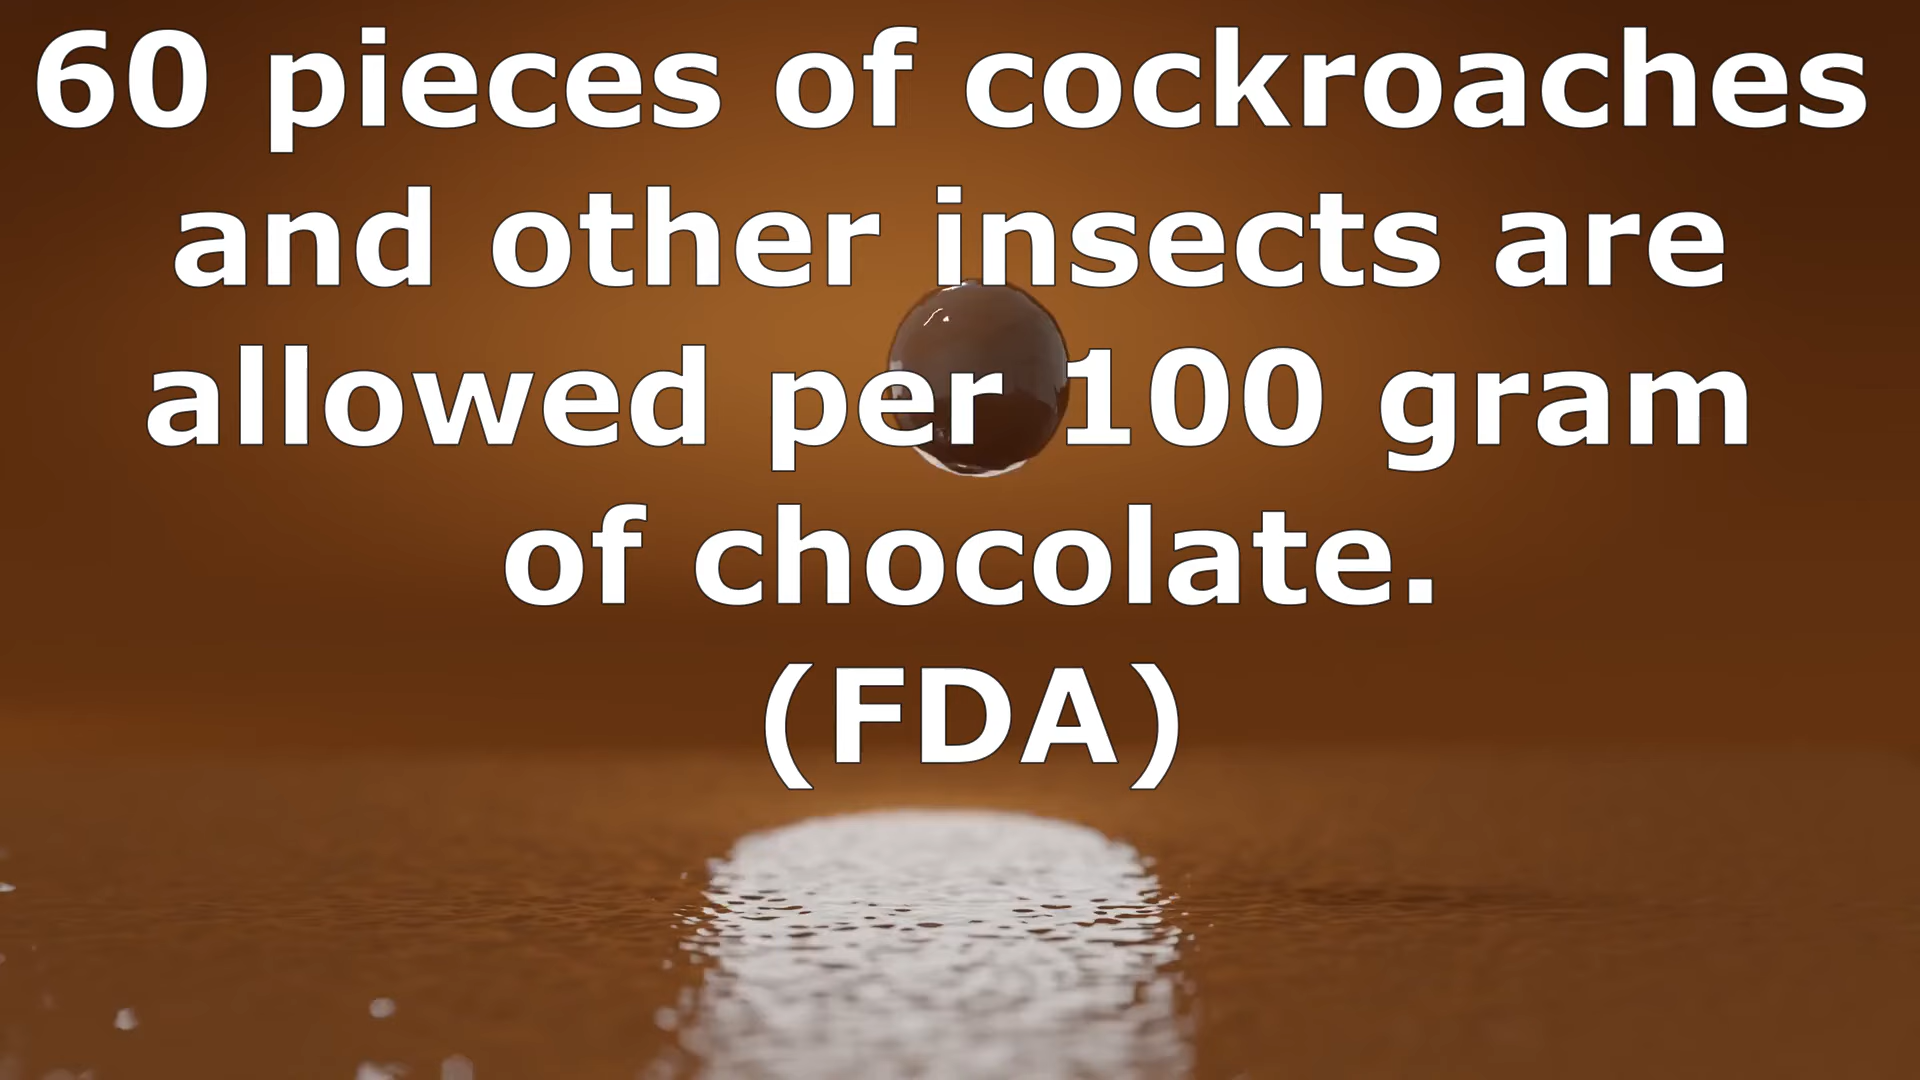 60 pieces of cockroaches
and other insects are
allowed per 100 gram
of chocolate.
(FDA)